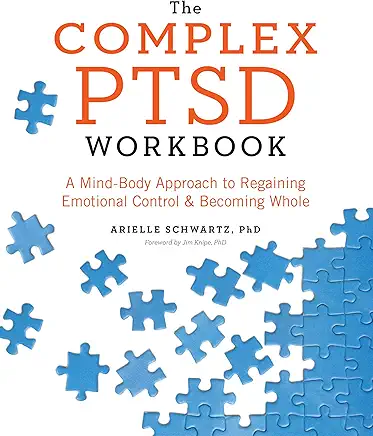 The
COMPLEX
PTSD
WORKBOOK
A Mind-Body Approach to Regaining
Emotional Control & Becoming Whole
ARIELLE SCHWARTZ, PhD
Foreword by Jim Knipe, PhD